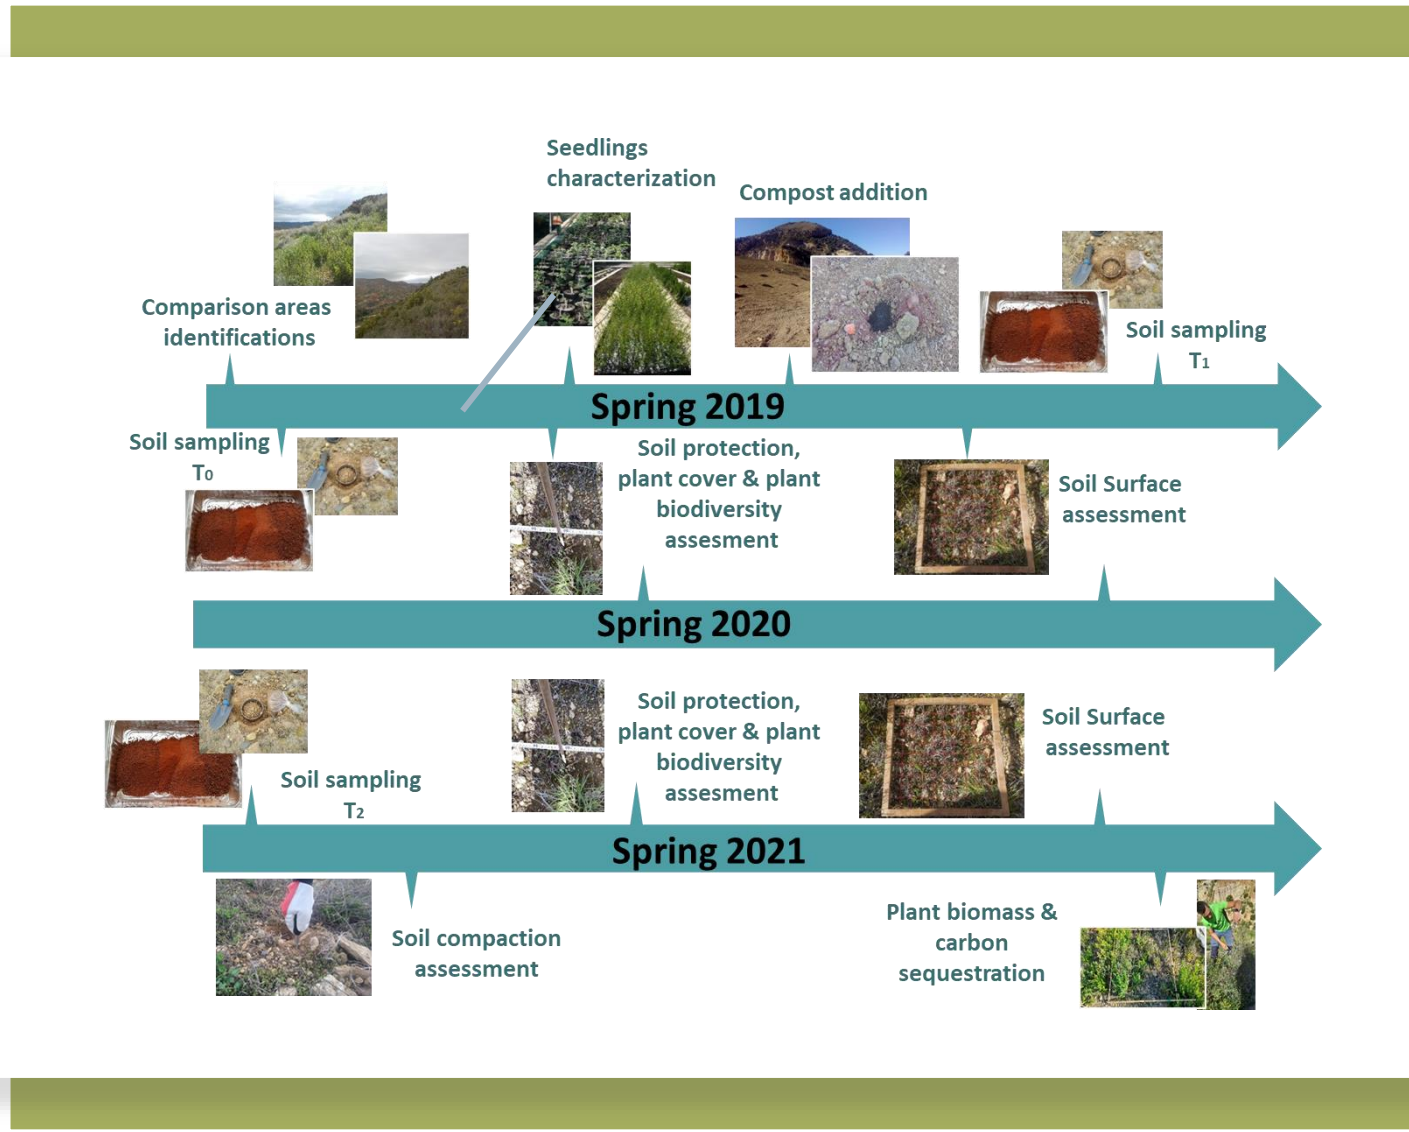 Seedlings
characterization
Compost addition
Comparison areas
identifications
Soil sampling
T1
Spring 2019
Soil sampling
T0
Soil protection,
plant cover & plant
biodiversity
assesment
Soil Surface
assessment
Spring 2020
Soil sampling
T2
Soil protection,
plant cover & plant
biodiversity
assesment
Soil Surface
assessment
Spring 2021
Soil compaction
assessment
Plant biomass &
carbon
sequestration